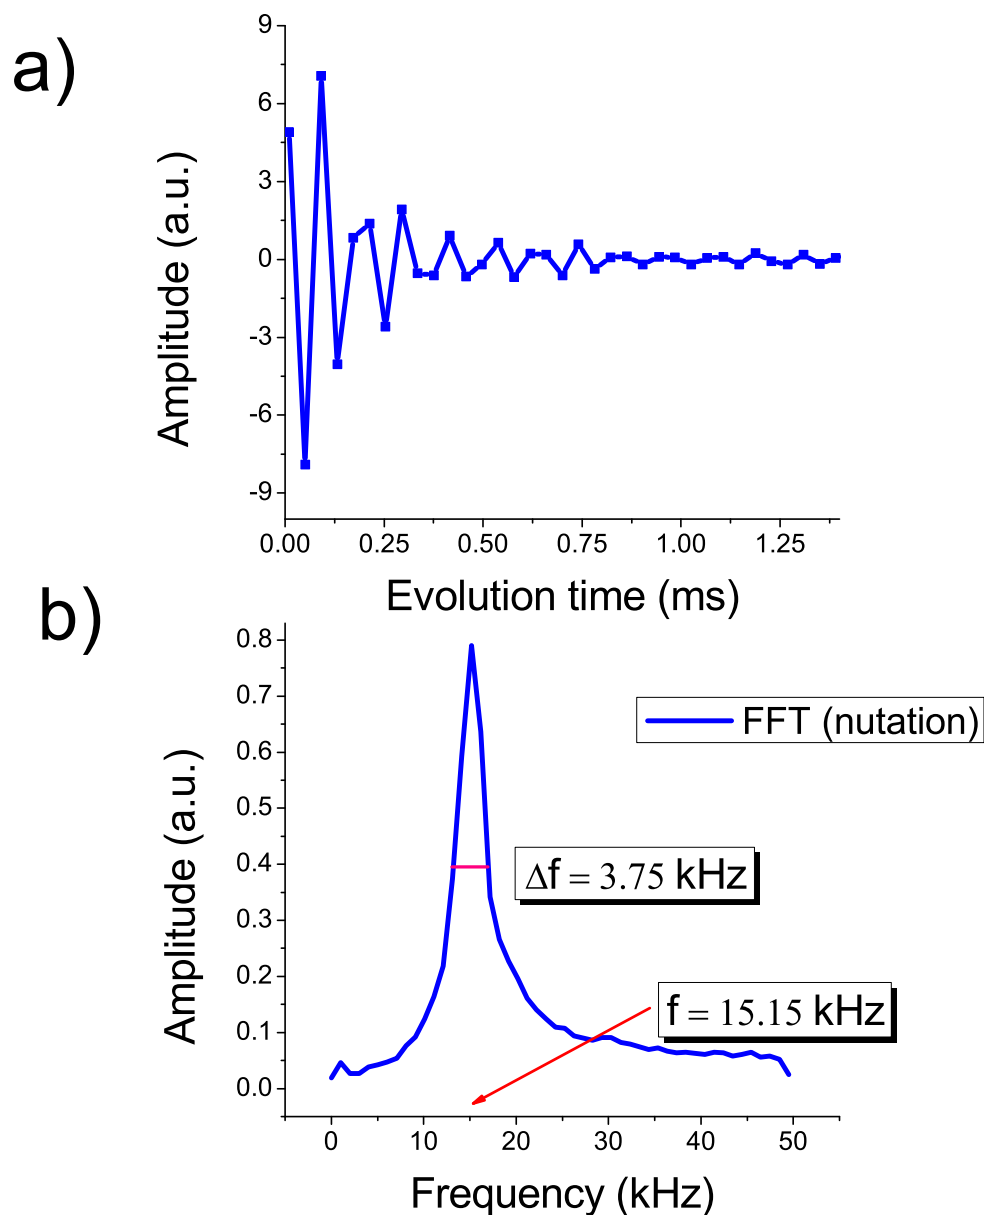 a)
9
6
3
0
-3
-6
-9
Amplitude (a.u.)
0.00 0.25 0.50 0.75 1.00 1.25
Evolution time (ms)
b)
0.8
0.7
0.6
0.5
0.4
0.3
0.2
0.1
0.0
Amplitude (a.u.)
FFT (nutation)
Δf = 3.75 kHz
f = 15.15 kHz
0 10 20 30 40 50
Frequency (kHz)